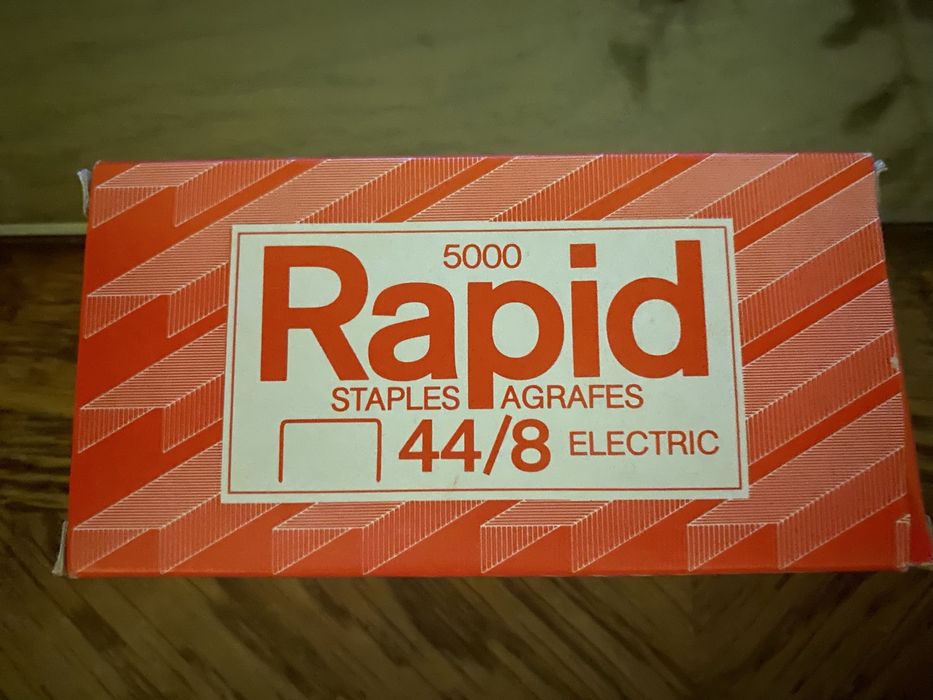 5000
Rapid
STAPLES AGRAFES
44/8 ELECTRIC